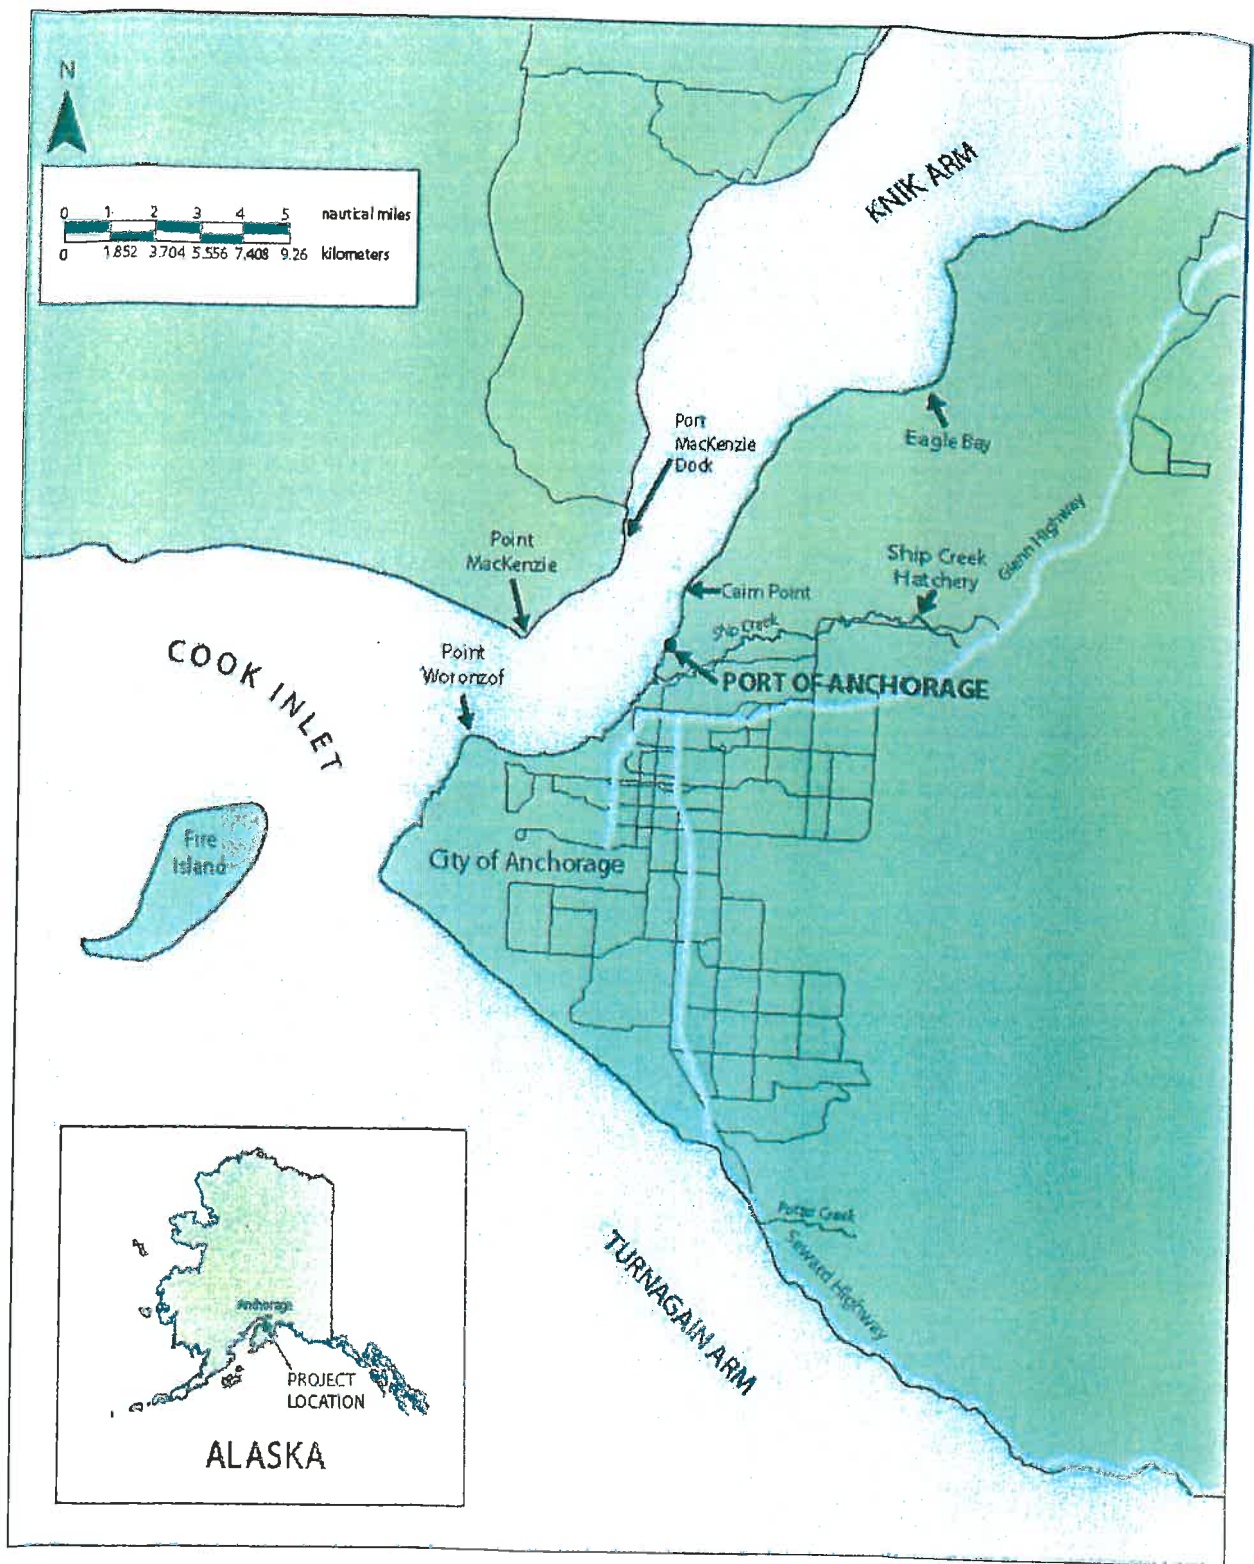 N
0 1 2 3 4 5 nautical miles
0 1.852 3.704 5.556 7.408 9.26 kilometers
KNIK ARM
Port
MacKenzie
Dock
Eagle Bay
Point
MacKenzie
Ship Creek
Hatchery
Glenn Highway
Cairn Point
Ship Creek
COOK INLET
Point
Woronzof
PORT OF ANCHORAGE
Fire
Island
City of Anchorage
Potter Creek
Seward Highway
TURNAGAIN ARM
Anchorage
PROJECT
LOCATION
ALASKA